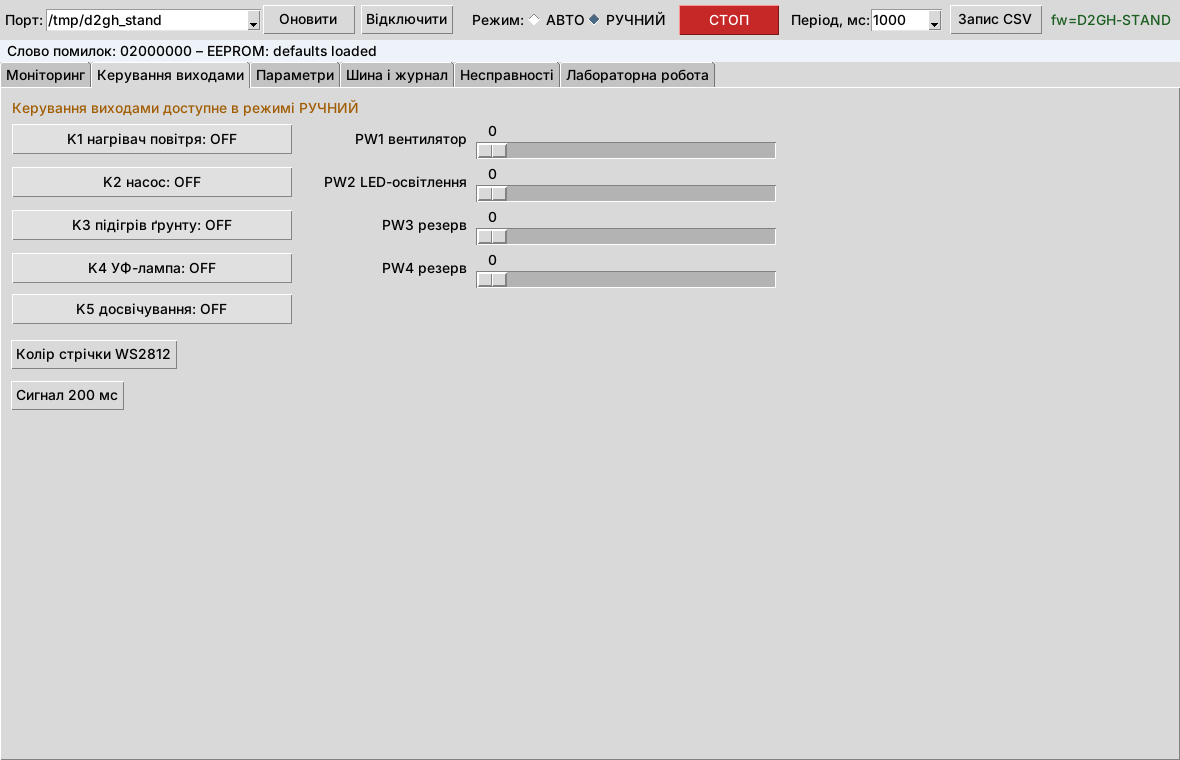 Порт: /tmp/d2gh_stand Оновити Відключити Режим: АВТО РУЧНИЙ СТОП Період, мс: 1000 Запис CSV fw=D2GH-STAND
Слово помилок: 02000000 – EEPROM: defaults loaded
Моніторинг Керування виходами Параметри Шина і журнал Несправності Лабораторна робота
Керування виходами доступне в режимі РУЧНИЙ
K1 нагрівач повітря: OFF PW1 вентилятор 0
K2 насос: OFF PW2 LED-освітлення 0
K3 підігрів ґрунту: OFF PW3 резерв 0
K4 УФ-лампа: OFF PW4 резерв 0
K5 досвічування: OFF
Колір стрічки WS2812
Сигнал 200 мс